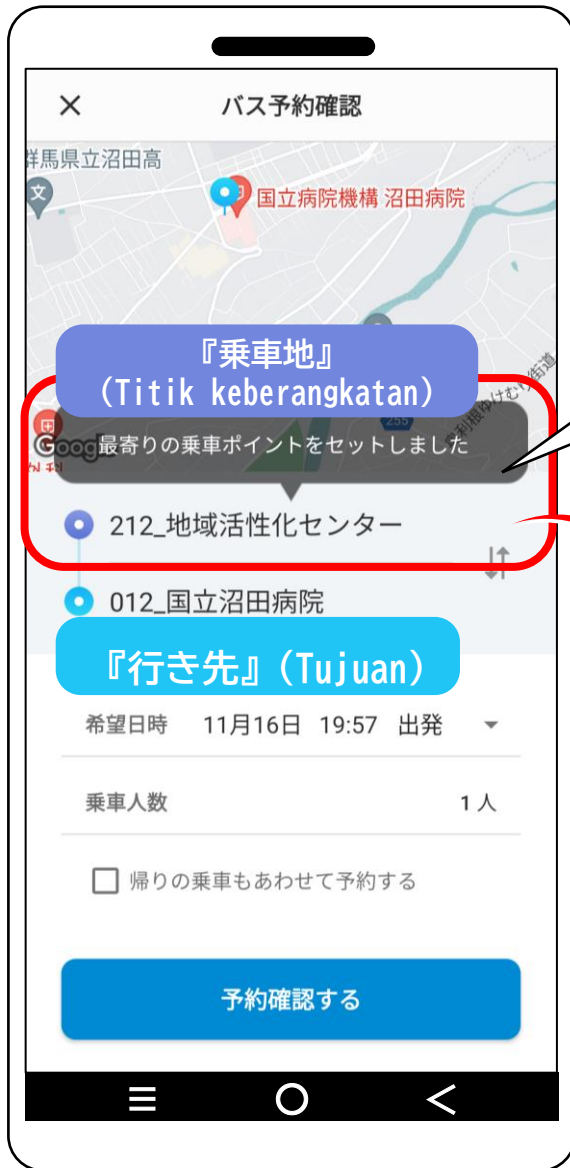 バス予約確認
群馬県立沼田高
文
国立病院機構 沼田病院
『乗車地』
(Titik keberangkatan)
255
Google
最寄りの乗車ポイントをセットしました
212_地域活性化センター
012_国立沼田病院
『行き先』(Tujuan)
希望日時 11月16日 19:57 出発
乗車人数 1人
帰りの乗車もあわせて予約する
予約確認する